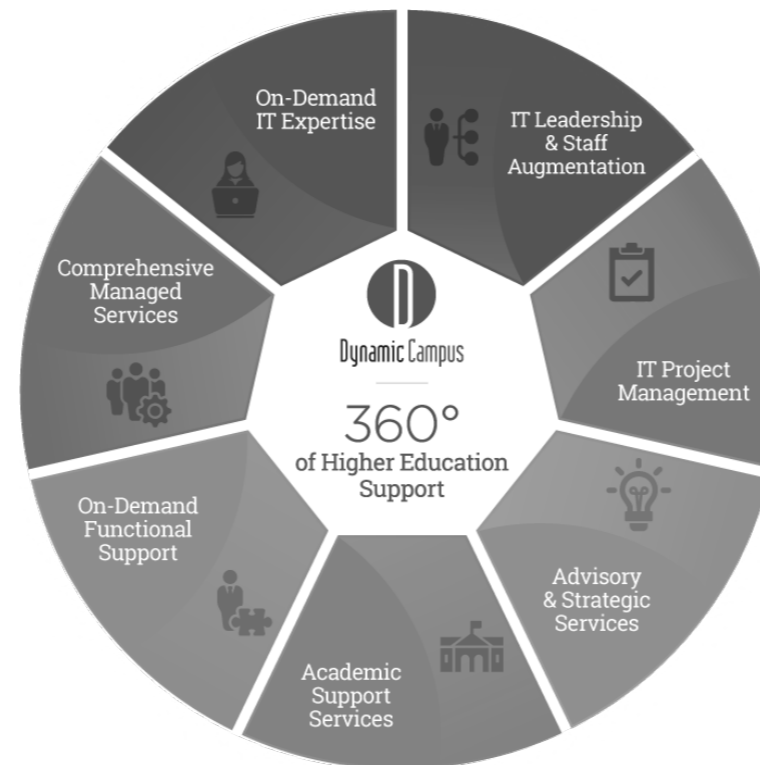 On-Demand
IT Expertise
IT Leadership
& Staff
Augmentation
Comprehensive
Managed
Services
IT Project
Management
Dynamic Campus
360°
of Higher Education
Support
On-Demand
Functional
Support
Advisory
& Strategic
Services
Academic
Support
Services